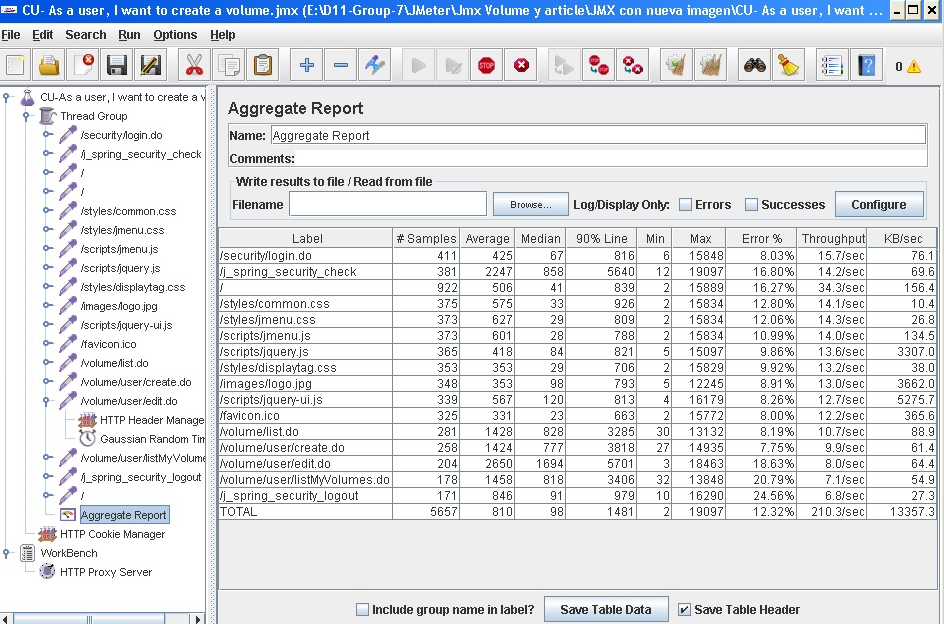 CU- As a user, I want to create a volume.jmx (E:\D11-Group-7\JMeter\Jmx Volume y article\JMX con nueva imagen\CU- As a user, I want ...
File Edit Search Run Options Help
STOP
0
CU-As a user, I want to create a v
Thread Group
/security/login.do
/j_spring_security_check
/
/
/styles/common.css
/styles/jmenu.css
/scripts/jmenu.js
/scripts/jquery.js
/styles/displaytag.css
/images/logo.jpg
/scripts/jquery-ui.js
/favicon.ico
/volume/list.do
/volume/user/create.do
/volume/user/edit.do
HTTP Header Manage
Gaussian Random Tim
/volume/user/listMyVolume
/j_spring_security_logout
/
Aggregate Report
HTTP Cookie Manager
WorkBench
HTTP Proxy Server
Aggregate Report
Name: Aggregate Report
Comments:
Write results to file / Read from file
Filename Browse... Log/Display Only: Errors Successes Configure
Label # Samples Average Median 90% Line Min Max Error % Throughput KB/sec
/security/login.do 411 425 67 816 6 15848 8.03% 15.7/sec 76.1
/j_spring_security_check 381 2247 858 5640 12 19097 16.80% 14.2/sec 69.6
/ 922 506 41 839 2 15889 16.27% 34.3/sec 156.4
/styles/common.css 375 575 33 926 2 15834 12.80% 14.1/sec 10.4
/styles/jmenu.css 373 627 29 809 2 15834 12.06% 14.3/sec 26.8
/scripts/jmenu.js 373 601 28 788 2 15834 10.99% 14.0/sec 134.5
/scripts/jquery.js 365 418 84 821 5 15097 9.86% 13.6/sec 3307.0
/styles/displaytag.css 353 353 29 706 2 15829 9.92% 13.2/sec 38.0
/images/logo.jpg 348 353 98 793 5 12245 8.91% 13.0/sec 3662.0
/scripts/jquery-ui.js 339 567 120 813 4 16179 8.26% 12.7/sec 5275.7
/favicon.ico 325 331 23 663 2 15772 8.00% 12.2/sec 365.6
/volume/list.do 281 1428 828 3285 30 13132 8.19% 10.7/sec 88.9
/volume/user/create.do 258 1424 777 3818 27 14935 7.75% 9.9/sec 61.4
/volume/user/edit.do 204 2650 1694 5701 3 18463 18.63% 8.0/sec 64.4
/volume/user/listMyVolumes.do 178 1458 818 3406 32 13848 20.79% 7.1/sec 54.9
/j_spring_security_logout 171 846 91 979 10 16290 24.56% 6.8/sec 27.3
TOTAL 5657 810 98 1481 2 19097 12.32% 210.3/sec 13357.3
Include group name in label? Save Table Data Save Table Header